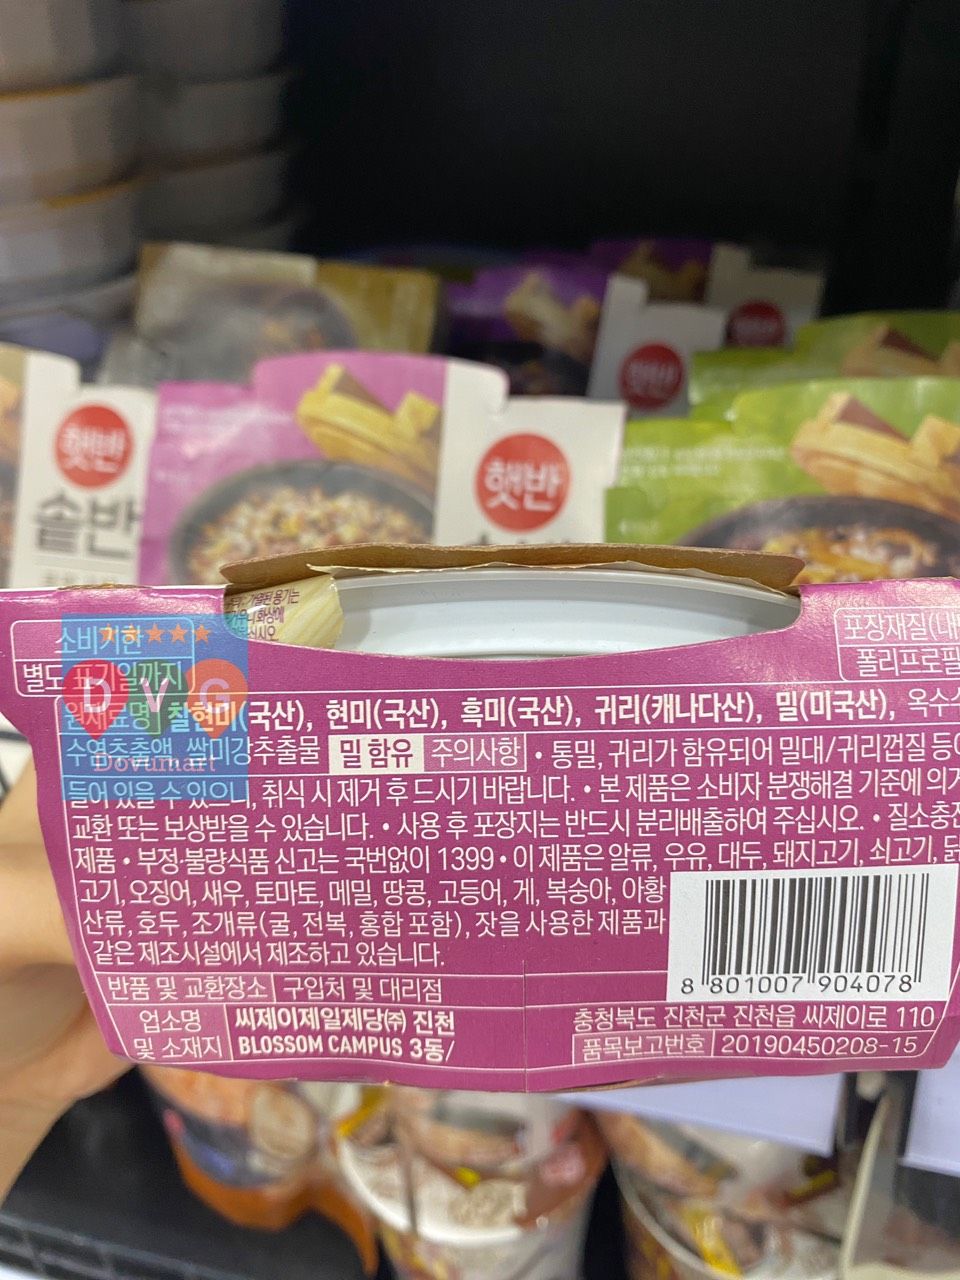 햇반
솥반
햇반
햇반
소비기한
별도 표기일까지
포장재질(내
폴리프로필
원재료명 찰현미(국산), 현미(국산), 흑미(국산), 귀리(캐나다산), 밀(미국산), 옥수수
수염추출액, 쌀미강추출물 밀 함유 주의사항 • 통밀, 귀리가 함유되어 밀대/귀리껍질 등이
들어 있을 수 있으니, 취식 시 제거 후 드시기 바랍니다. • 본 제품은 소비자 분쟁해결 기준에 의거
교환 또는 보상받을 수 있습니다. • 사용 후 포장지는 반드시 분리배출하여 주십시오. • 질소충전
제품 • 부정·불량식품 신고는 국번없이 1399 • 이 제품은 알류, 우유, 대두, 돼지고기, 쇠고기, 닭
고기, 오징어, 새우, 토마토, 메밀, 땅콩, 고등어, 게, 복숭아, 아황
산류, 호두, 조개류(굴, 전복, 홍합 포함), 잣을 사용한 제품과
같은 제조시설에서 제조하고 있습니다.
8 801007 904078
반품 및 교환장소 구입처 및 대리점
업소명 및 소재지 씨제이제일제당㈜ 진천 BLOSSOM CAMPUS 3동/
충청북도 진천군 진천읍 씨제이로 110
품목보고번호 20190450208-15
DVG
Dovumart